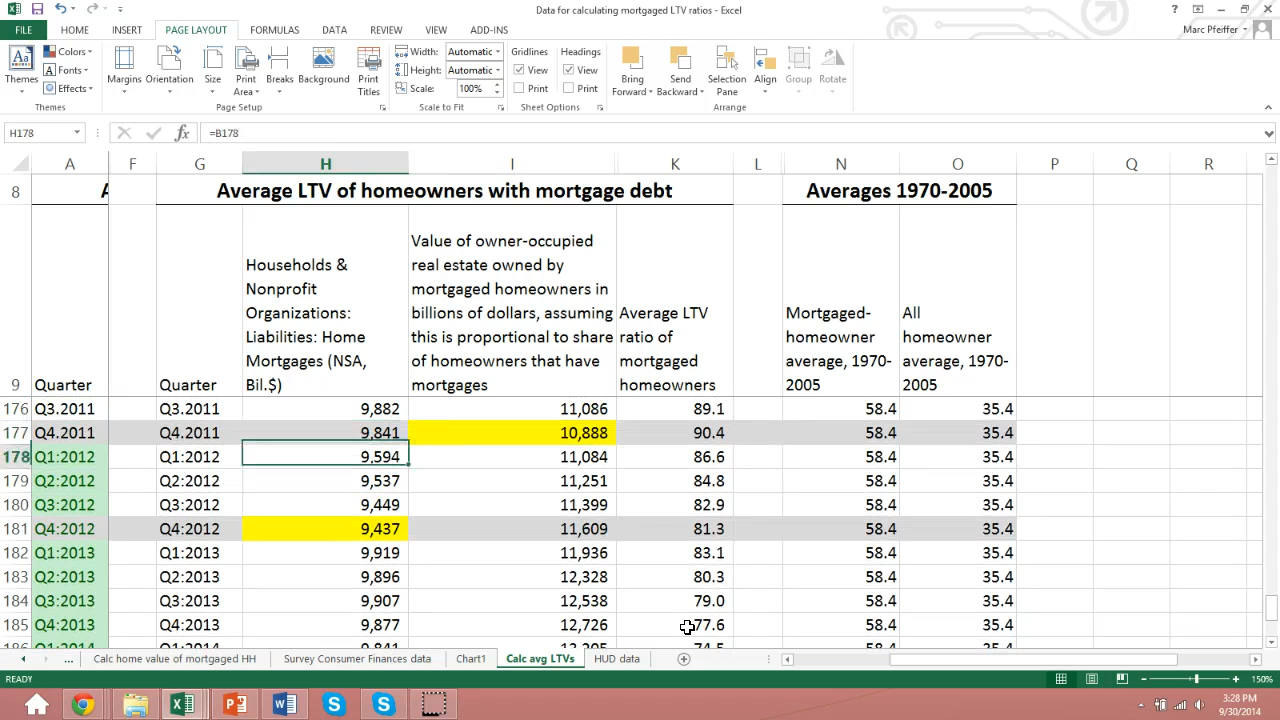 Data for calculating mortgaged LTV ratios - Excel
FILE HOME INSERT PAGE LAYOUT FORMULAS DATA REVIEW VIEW ADD-INS Marc Pfeiffer
Themes Colors Fonts Effects Margins Orientation Size Print Area Breaks Background Print Titles Width: Automatic Height: Automatic Scale: 100% Gridlines View Print Headings View Print Bring Forward Send Backward Selection Pane Align Group Rotate
Themes Page Setup Scale to Fit Sheet Options Arrange
H178 fx =B178
A F G H I K L N O P Q R
8 A Average LTV of homeowners with mortgage debt Averages 1970-2005
9 Quarter
Quarter
Households &
Nonprofit
Organizations:
Liabilities: Home
Mortgages (NSA,
Bil.$)
Value of owner-occupied
real estate owned by
mortgaged homeowners in
billions of dollars, assuming
this is proportional to share
of homeowners that have
mortgages
Average LTV
ratio of
mortgaged
homeowners
Mortgaged-
homeowner
average, 1970-
2005
All
homeowner
average, 1970-
2005
176 Q3.2011 Q3.2011 9,882 11,086 89.1 58.4 35.4
177 Q4.2011 Q4.2011 9,841 10,888 90.4 58.4 35.4
178 Q1:2012 Q1:2012 9,594 11,084 86.6 58.4 35.4
179 Q2:2012 Q2:2012 9,537 11,251 84.8 58.4 35.4
180 Q3:2012 Q3:2012 9,449 11,399 82.9 58.4 35.4
181 Q4:2012 Q4:2012 9,437 11,609 81.3 58.4 35.4
182 Q1:2013 Q1:2013 9,919 11,936 83.1 58.4 35.4
183 Q2:2013 Q2:2013 9,896 12,328 80.3 58.4 35.4
184 Q3:2013 Q3:2013 9,907 12,538 79.0 58.4 35.4
185 Q4:2013 Q4:2013 9,877 12,726 77.6 58.4 35.4
... Calc home value of mortgaged HH Survey Consumer Finances data Chart1 Calc avg LTVs HUD data
READY 150%
3:28 PM
9/30/2014